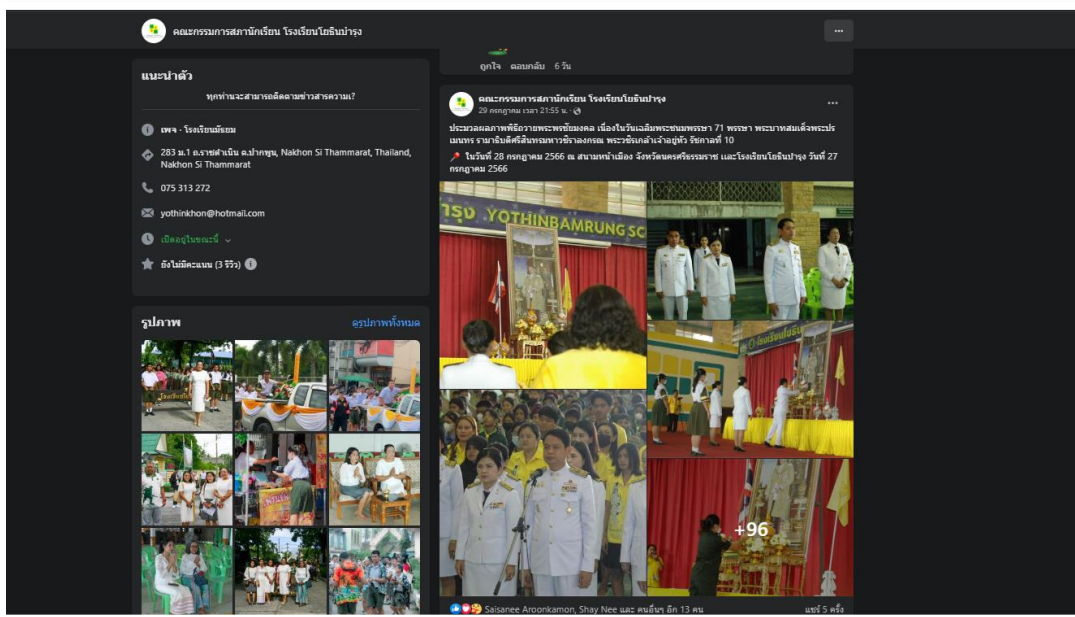 คณะกรรมการสภานักเรียน โรงเรียนโยธินบำรุง
แนะนำตัว
ทุกท่านจะสามารถติดตามข่าวสารความเ?
เพจ · โรงเรียนมัธยม
283 ม.1 ถ.ราชดำเนิน ต.ปากพูน, Nakhon Si Thammarat, Thailand,
Nakhon Si Thammarat
075 313 272
yothinkhon@hotmail.com
เปิดอยู่ในขณะนี้
ยังไม่มีคะแนน (3 รีวิว)
รูปภาพ
ดูรูปภาพทั้งหมด
ถูกใจ ตอบกลับ 6 วัน
คณะกรรมการสภานักเรียน โรงเรียนโยธินบำรุง
29 กรกฎาคม เวลา 21:55 น. ·
ประมวลผลภาพพิธีถวายพระพรชัยมงคล เนื่องในวันเฉลิมพระชนมพรรษา 71 พรรษา พระบาทสมเด็จพระปร
เมนทร รามาธิบดีศรีสินทรมหาวชิราลงกรณ พระวชิรเกล้าเจ้าอยู่หัว รัชกาลที่ 10
ในวันที่ 28 กรกฎาคม 2566 ณ สนามหน้าเมือง จังหวัดนครศรีธรรมราช และโรงเรียนโยธินบำรุง วันที่ 27
กรกฎาคม 2566
ำรุง YOTHINBAMRUNG SC
โรงเรียนโยธิน
+96
Saisanee Aroonkamon, Shay Nee และ คนอื่นๆ อีก 13 คน
แชร์ 5 ครั้ง